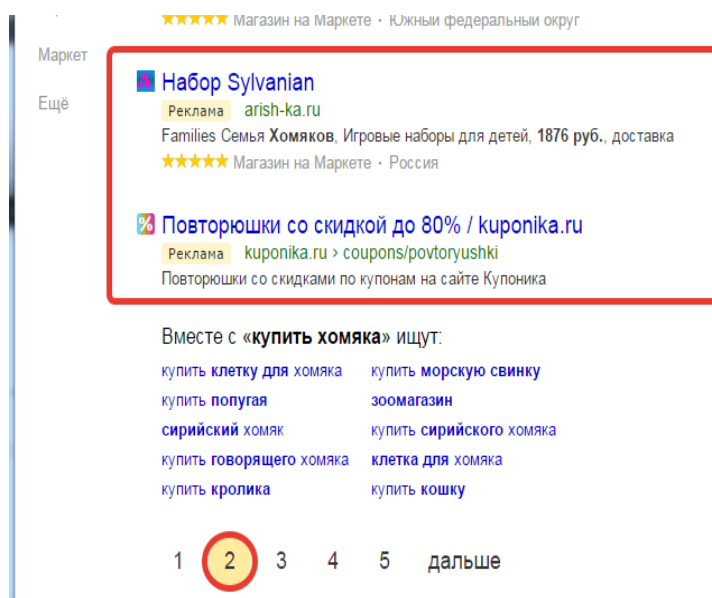 Магазин на Маркете · Южный федеральный округ
Маркет
Ещё
Набор Sylvanian
Реклама arish-ka.ru
Families Семья Хомяков, Игровые наборы для детей, 1876 руб., доставка
Магазин на Маркете · Россия
% Повторюшки со скидкой до 80% / kuponika.ru
Реклама kuponika.ru › coupons/povtoryushki
Повторюшки со скидками по купонам на сайте Купоника
Вместе с «купить хомяка» ищут:
купить клетку для хомяка купить морскую свинку
купить попугая зоомагазин
сирийский хомяк купить сирийского хомяка
купить говорящего хомяка клетка для хомяка
купить кролика купить кошку
1 2 3 4 5 дальше